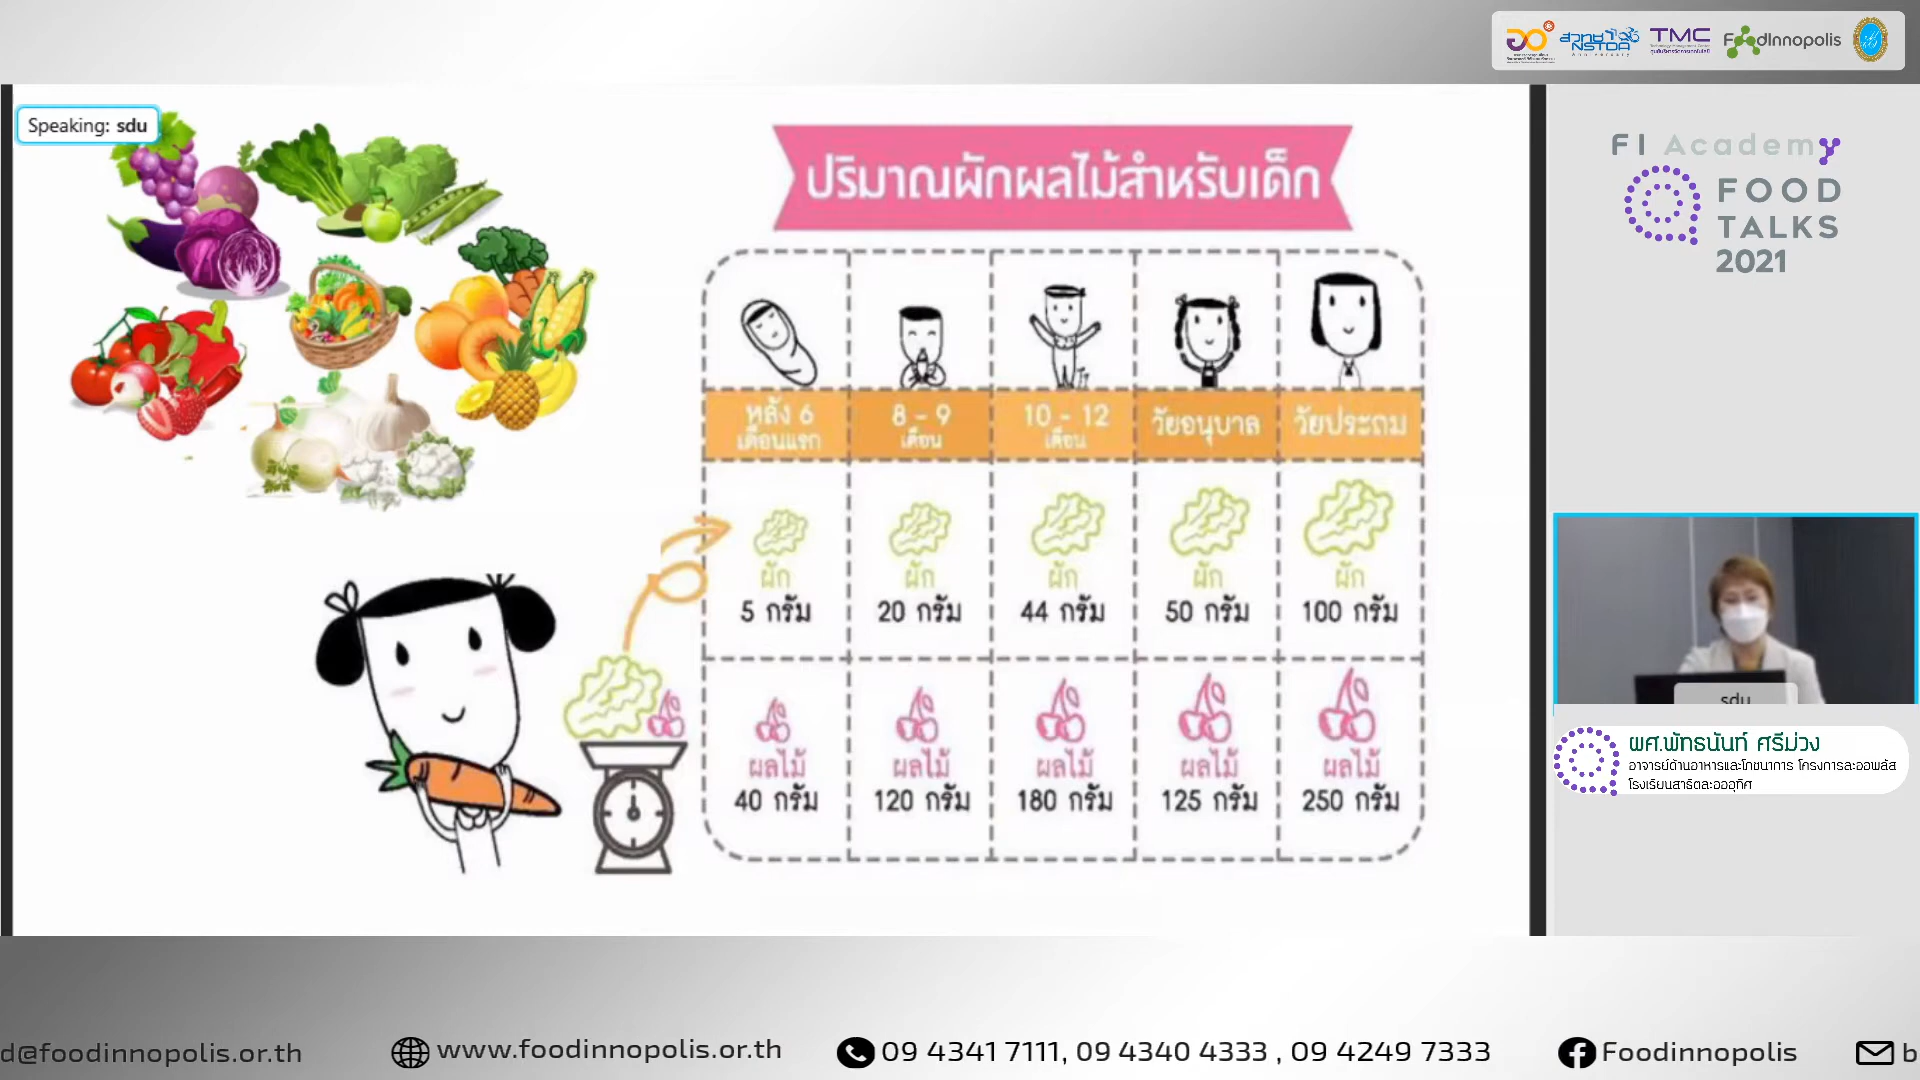 สวทช
NSTDA
Anniversary
TMC
FoodInnopolis
Speaking: sdu
FI Academy
FOOD
TALKS
2021
ปริมาณผักผลไม้สำหรับเด็ก
หลัง 6
เดือนแรก
8 - 9
เดือน
10 - 12
เดือน
วัยอนุบาล
วัยประถม
ผัก
5 กรัม
ผัก
20 กรัม
ผัก
44 กรัม
ผัก
50 กรัม
ผัก
100 กรัม
ผลไม้
40 กรัม
ผลไม้
120 กรัม
ผลไม้
180 กรัม
ผลไม้
125 กรัม
ผลไม้
250 กรัม
sdu
ผศ.พัทธนันท์ ศรีม่วง
อาจารย์ด้านอาหารและโภชนาการ โครงการละออพลัส
โรงเรียนสาธิตละอออุทิศ
d@foodinnopolis.or.th
www.foodinnopolis.or.th
09 4341 7111, 09 4340 4333 , 09 4249 7333
Foodinnopolis
b